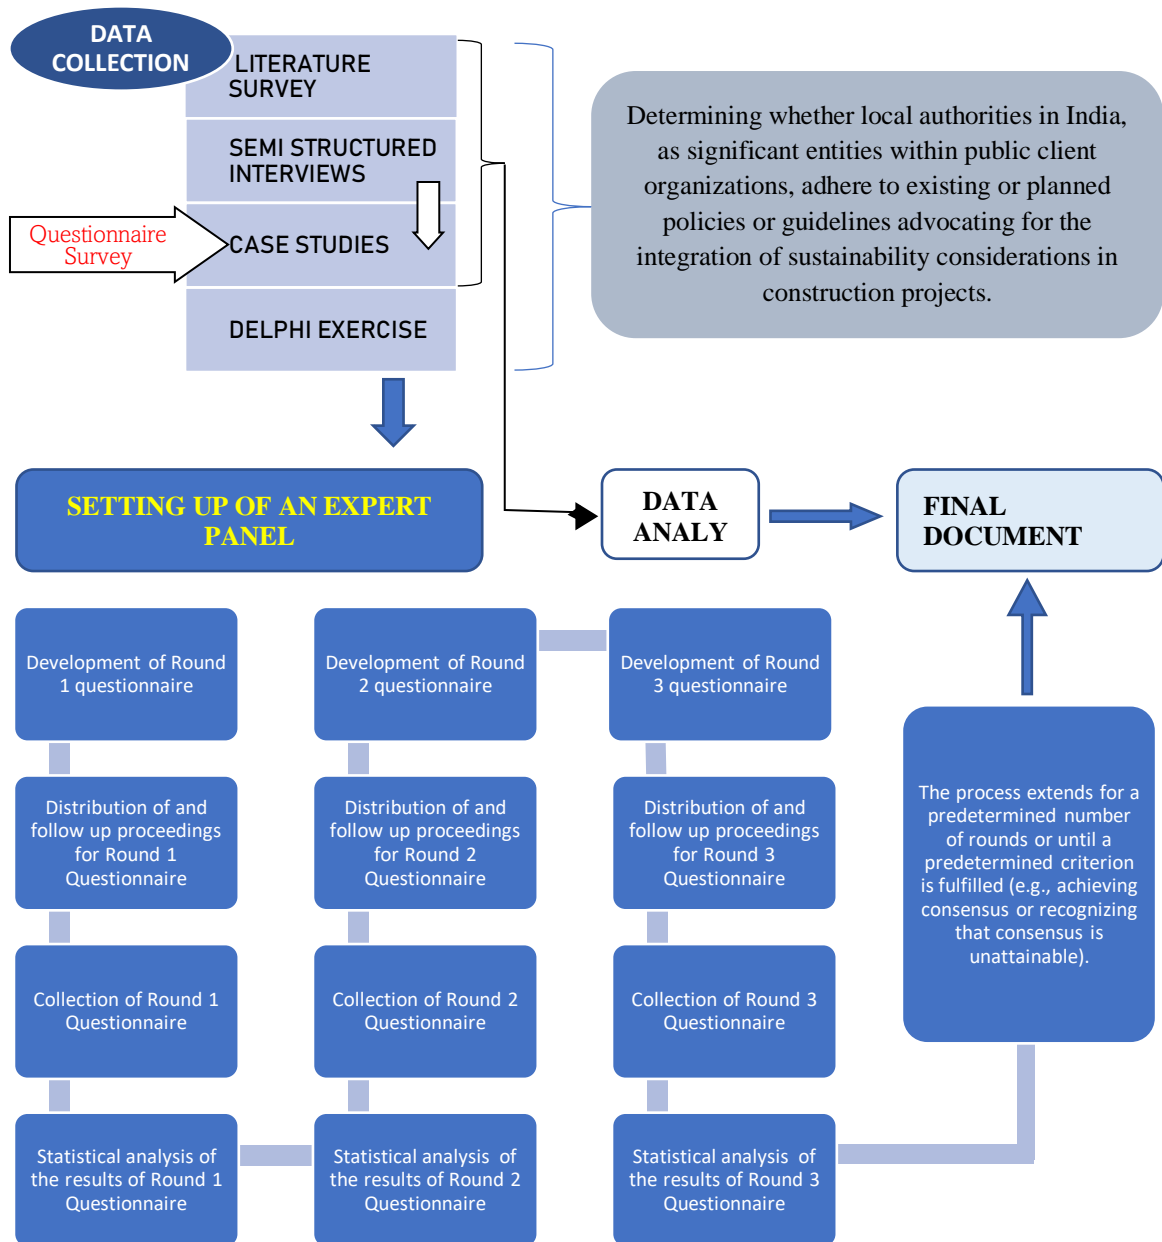 DATA
COLLECTION
LITERATURE
SURVEY
SEMI STRUCTURED
INTERVIEWS
Questionnaire
Survey
CASE STUDIES
DELPHI EXERCISE
Determining whether local authorities in India,
as significant entities within public client
organizations, adhere to existing or planned
policies or guidelines advocating for the
integration of sustainability considerations in
construction projects.
SETTING UP OF AN EXPERT
PANEL
DATA
ANALY
FINAL
DOCUMENT
Development of Round
1 questionnaire
Distribution of and
follow up proceedings
for Round 1
Questionnaire
Collection of Round 1
Questionnaire
Statistical analysis of
the results of Round 1
Questionnaire
Development of Round
2 questionnaire
Distribution of and
follow up proceedings
for Round 2
Questionnaire
Collection of Round 2
Questionnaire
Statistical analysis of
the results of Round 2
Questionnaire
Development of Round
3 questionnaire
Distribution of and
follow up proceedings
for Round 3
Questionnaire
Collection of Round 3
Questionnaire
Statistical analysis of
the results of Round 3
Questionnaire
The process extends for a
predetermined number
of rounds or until a
predetermined criterion
is fulfilled (e.g., achieving
consensus or recognizing
that consensus is
unattainable).